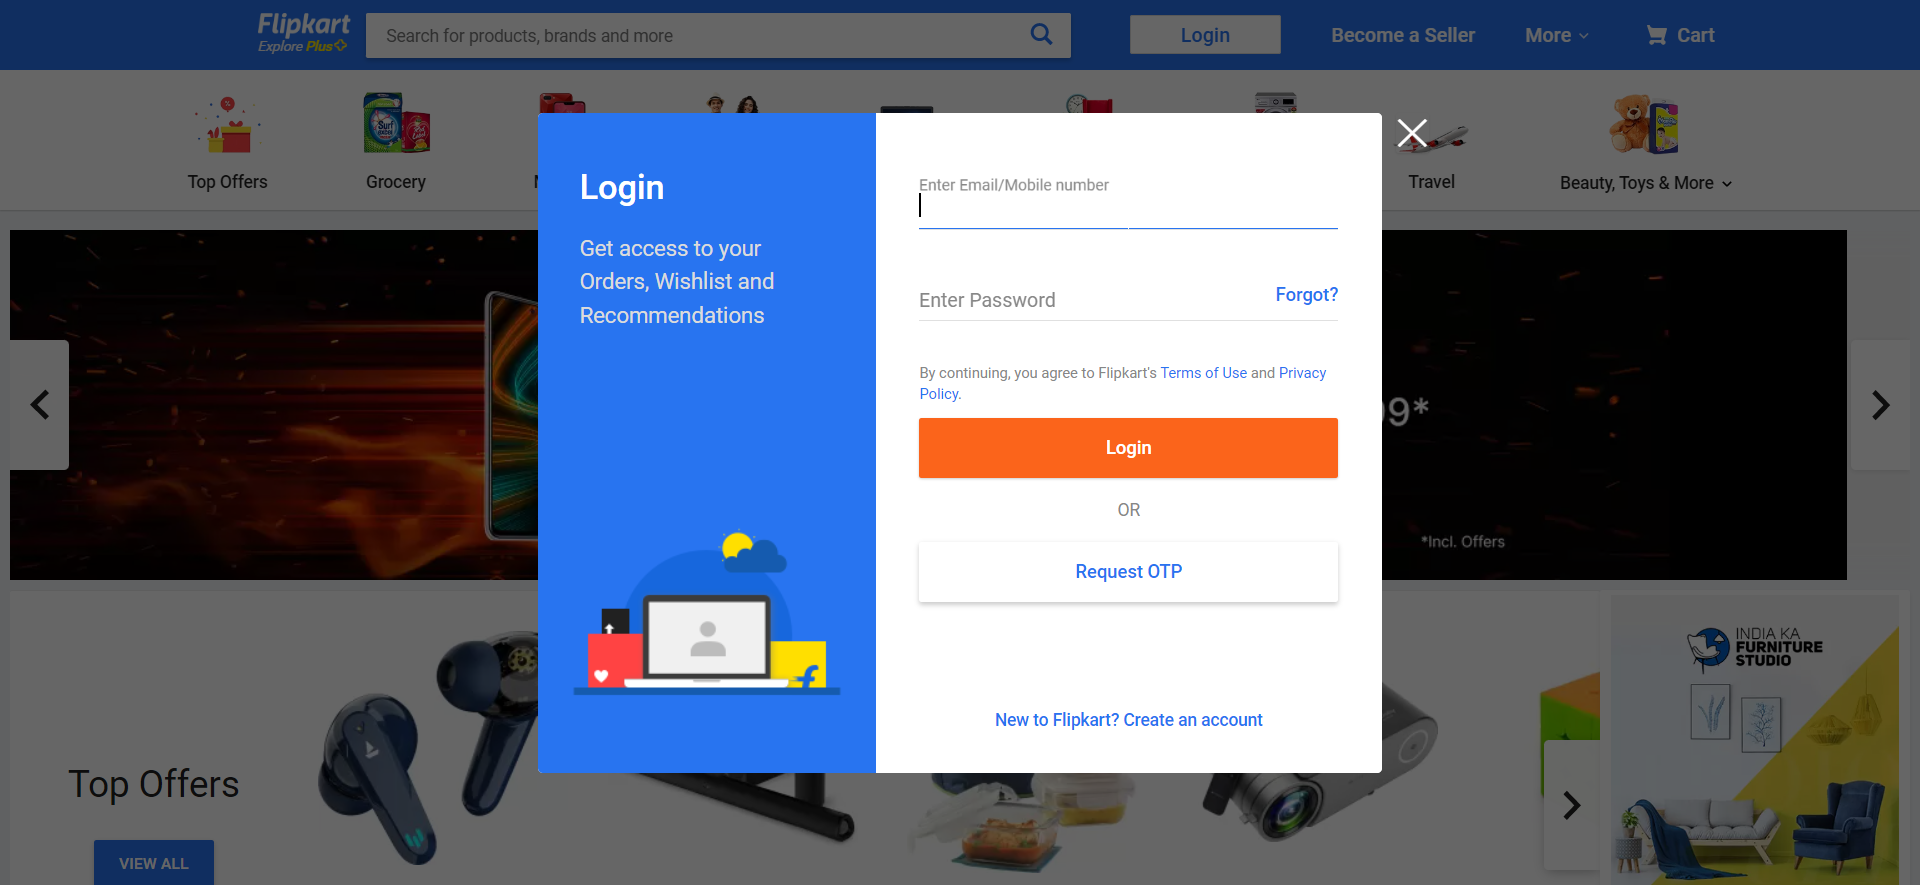 Flipkart
Explore Plus
Search for products, brands and more
Login
Become a Seller
More
Cart
Top Offers
Grocery
Travel
Beauty, Toys & More
Login
Get access to your
Orders, Wishlist and
Recommendations
Enter Email/Mobile number
Enter Password
Forgot?
By continuing, you agree to Flipkart's Terms of Use and Privacy
Policy.
Login
OR
Request OTP
New to Flipkart? Create an account
9*
*Incl. Offers
Top Offers
VIEW ALL
INDIA KA
FURNITURE
STUDIO